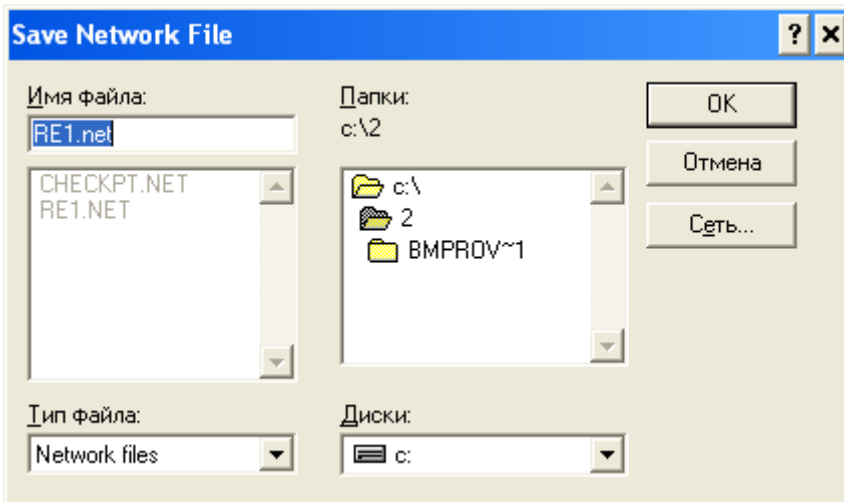 Save Network File
Имя файла:
RE1.net
CHECKPT.NET
RE1.NET
Тип файла:
Network files
Папки:
c:\2
c:\
2
BMPROV~1
Диски:
c:
OK
Отмена
Сеть...